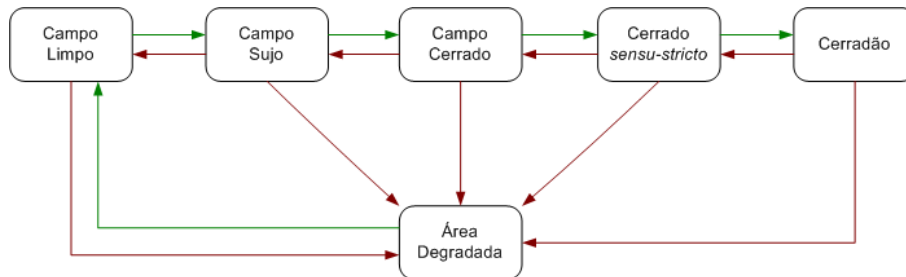 Campo
Limpo
Campo
Sujo
Campo
Cerrado
Cerrado
sensu-stricto
Cerradão
Área
Degradada